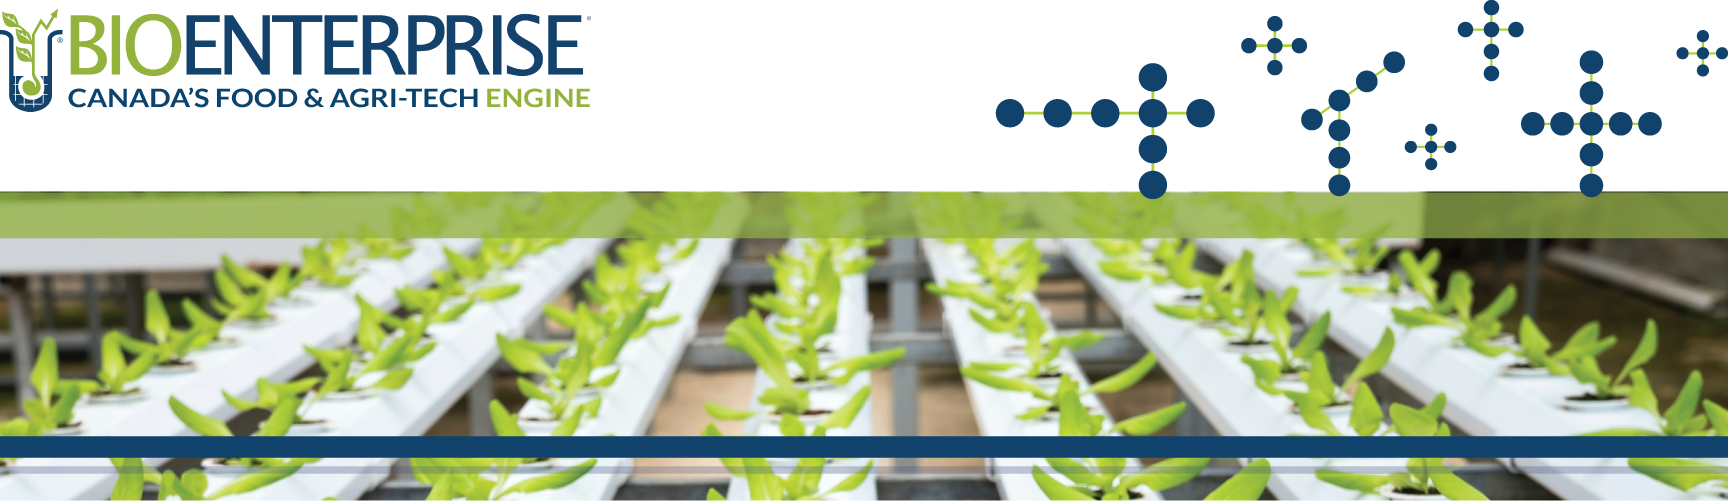 BIOENTERPRISE®
CANADA'S FOOD & AGRI-TECH ENGINE
®